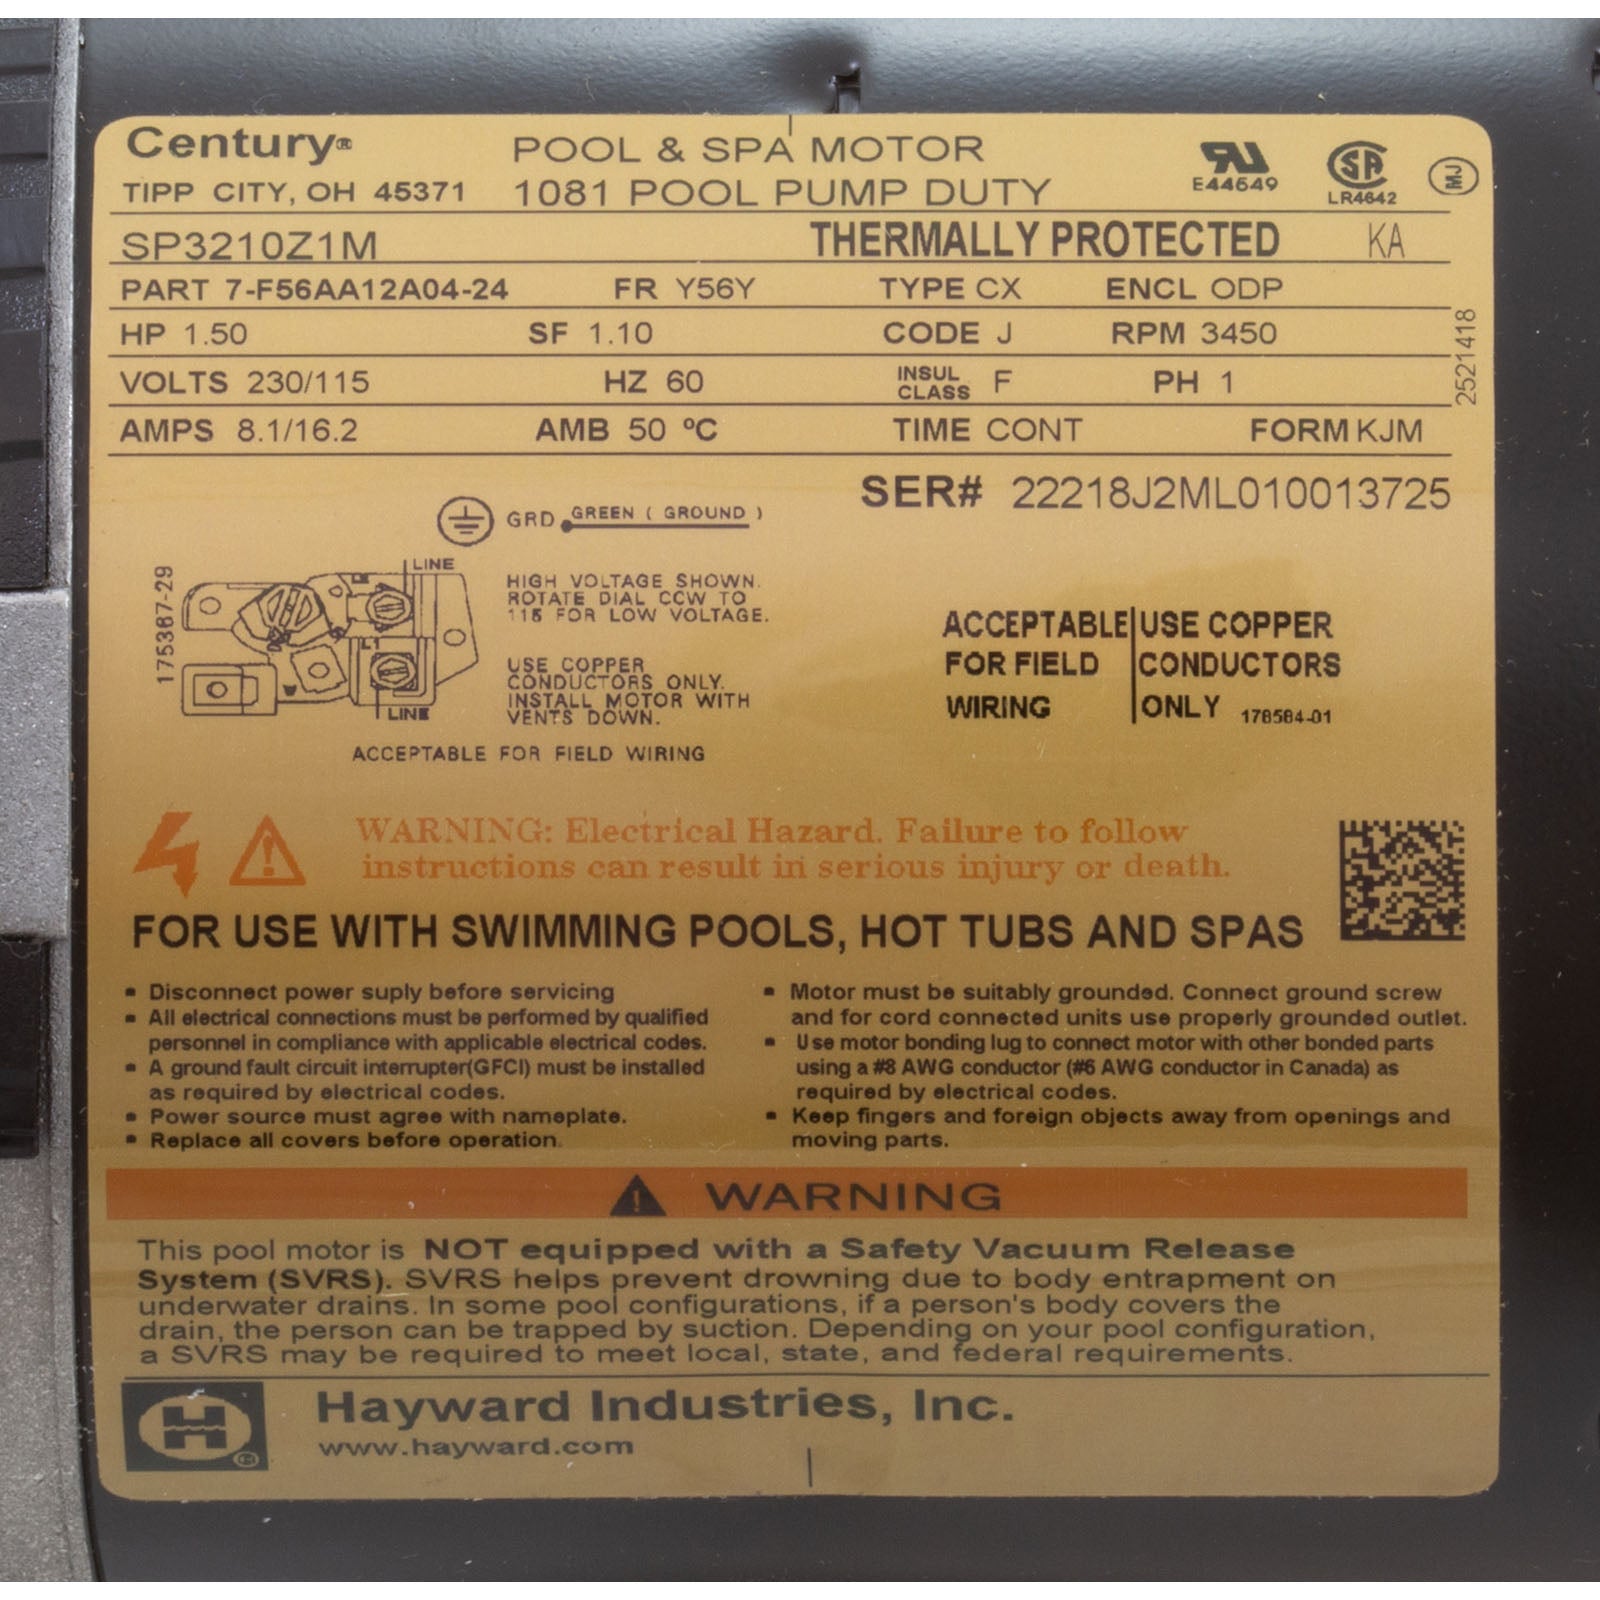 Century®
POOL & SPA MOTOR
TIPP CITY, OH 45371
1081 POOL PUMP DUTY
E44649
SA
LR4642
MJ
SP3210Z1M
THERMALLY PROTECTED
KA
PART 7-F56AA12A04-24 FR Y56Y TYPE CX ENCL ODP
HP 1.50 SF 1.10 CODE J RPM 3450
VOLTS 230/115 HZ 60 INSUL CLASS F PH 1
AMPS 8.1/16.2 AMB 50 ºC TIME CONT FORM KJM
2521418
SER# 22218J2ML010013725
GRD GREEN ( GROUND )
175387-29
LINE
L1
LINE
HIGH VOLTAGE SHOWN.
ROTATE DIAL CCW TO
115 FOR LOW VOLTAGE.
USE COPPER
CONDUCTORS ONLY.
INSTALL MOTOR WITH
VENTS DOWN.
ACCEPTABLE FOR FIELD WIRING
ACCEPTABLE
FOR FIELD
WIRING
USE COPPER
CONDUCTORS
ONLY 178584-01
WARNING: Electrical Hazard. Failure to follow
instructions can result in serious injury or death.
FOR USE WITH SWIMMING POOLS, HOT TUBS AND SPAS
▪ Disconnect power suply before servicing
▪ All electrical connections must be performed by qualified
personnel in compliance with applicable electrical codes.
▪ A ground fault circuit interrupter(GFCI) must be installed
as required by electrical codes.
▪ Power source must agree with nameplate.
▪ Replace all covers before operation.
▪ Motor must be suitably grounded. Connect ground screw
and for cord connected units use properly grounded outlet.
▪ Use motor bonding lug to connect motor with other bonded parts
using a #8 AWG conductor (#6 AWG conductor in Canada) as
required by electrical codes.
▪ Keep fingers and foreign objects away from openings and
moving parts.
WARNING
This pool motor is NOT equipped with a Safety Vacuum Release
System (SVRS). SVRS helps prevent drowning due to body entrapment on
underwater drains. In some pool configurations, if a person's body covers the
drain, the person can be trapped by suction. Depending on your pool configuration,
a SVRS may be required to meet local, state, and federal requirements.
H ®
Hayward Industries, Inc.
www.hayward.com